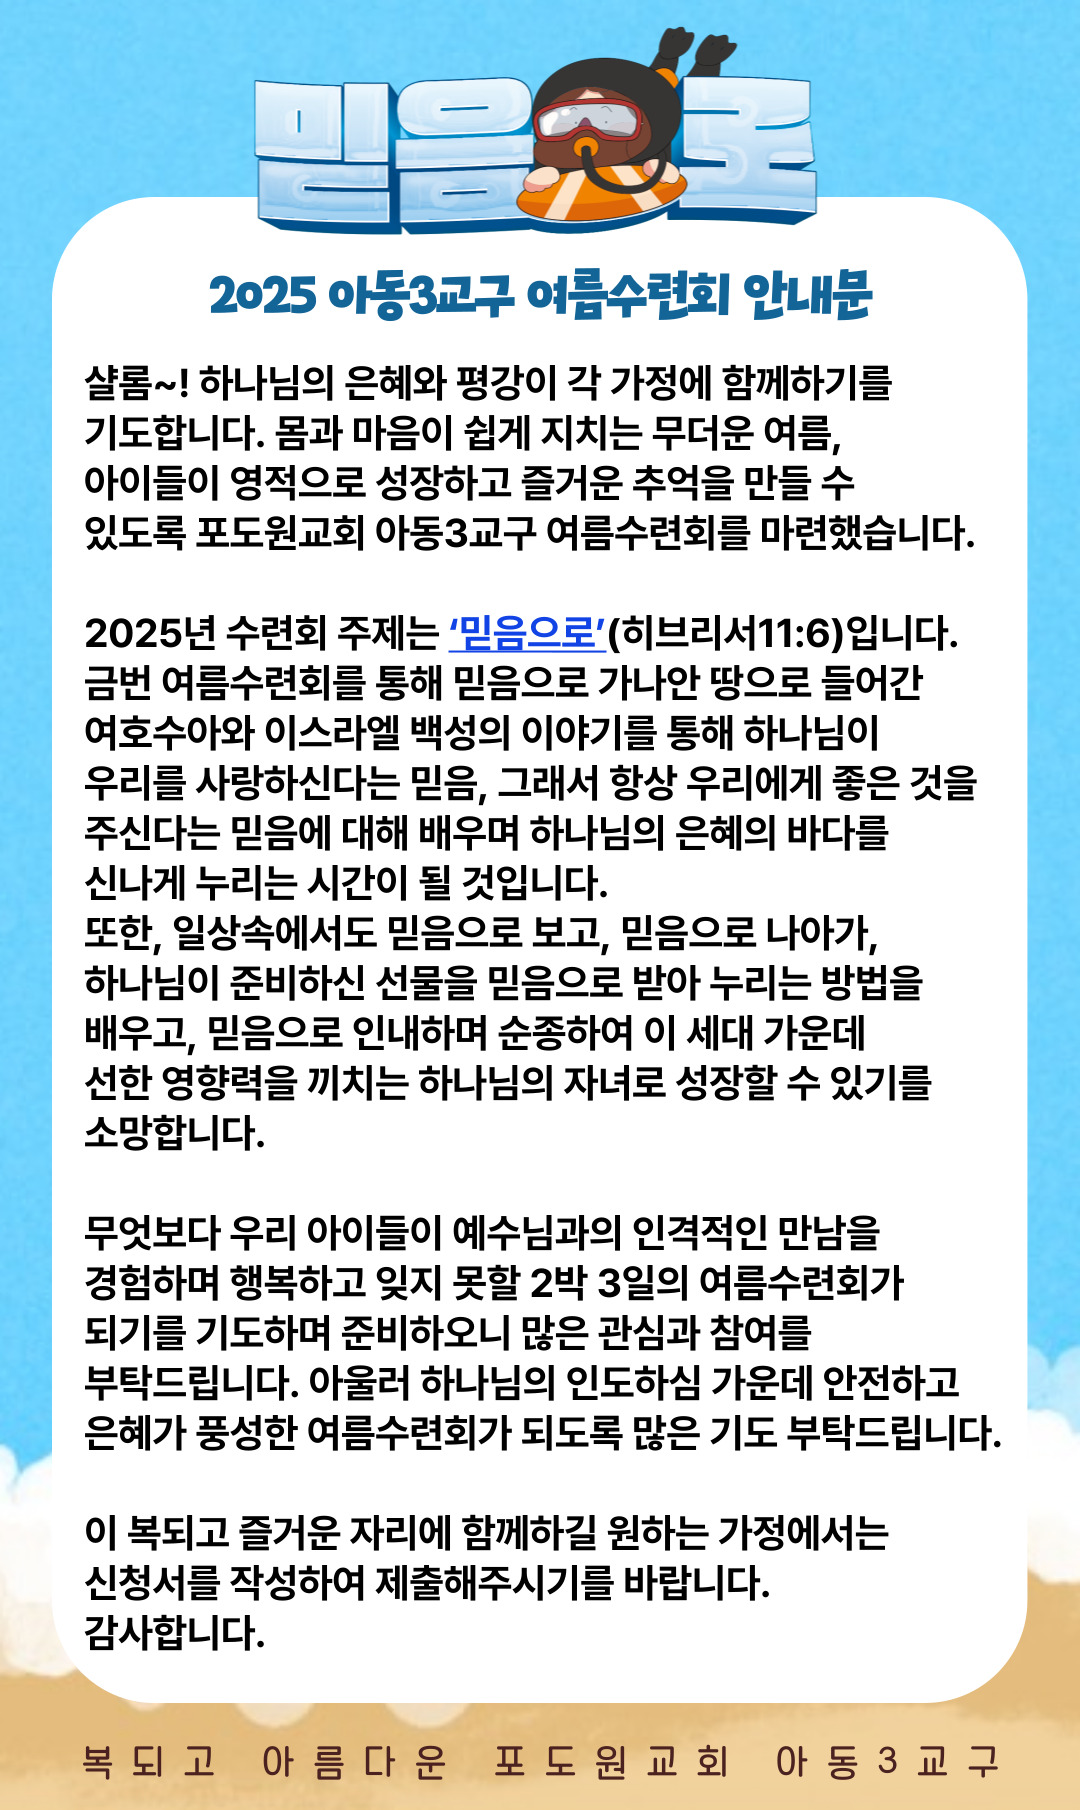 믿음으로
2025 아동3교구 여름수련회 안내문
샬롬~! 하나님의 은혜와 평강이 각 가정에 함께하기를
기도합니다. 몸과 마음이 쉽게 지치는 무더운 여름,
아이들이 영적으로 성장하고 즐거운 추억을 만들 수
있도록 포도원교회 아동3교구 여름수련회를 마련했습니다.
2025년 수련회 주제는 ‘믿음으로’(히브리서11:6)입니다.
금번 여름수련회를 통해 믿음으로 가나안 땅으로 들어간
여호수아와 이스라엘 백성의 이야기를 통해 하나님이
우리를 사랑하신다는 믿음, 그래서 항상 우리에게 좋은 것을
주신다는 믿음에 대해 배우며 하나님의 은혜의 바다를
신나게 누리는 시간이 될 것입니다.
또한, 일상속에서도 믿음으로 보고, 믿음으로 나아가,
하나님이 준비하신 선물을 믿음으로 받아 누리는 방법을
배우고, 믿음으로 인내하며 순종하여 이 세대 가운데
선한 영향력을 끼치는 하나님의 자녀로 성장할 수 있기를
소망합니다.
무엇보다 우리 아이들이 예수님과의 인격적인 만남을
경험하며 행복하고 잊지 못할 2박 3일의 여름수련회가
되기를 기도하며 준비하오니 많은 관심과 참여를
부탁드립니다. 아울러 하나님의 인도하심 가운데 안전하고
은혜가 풍성한 여름수련회가 되도록 많은 기도 부탁드립니다.
이 복되고 즐거운 자리에 함께하길 원하는 가정에서는
신청서를 작성하여 제출해주시기를 바랍니다.
감사합니다.
복되고 아름다운 포도원교회 아동3교구